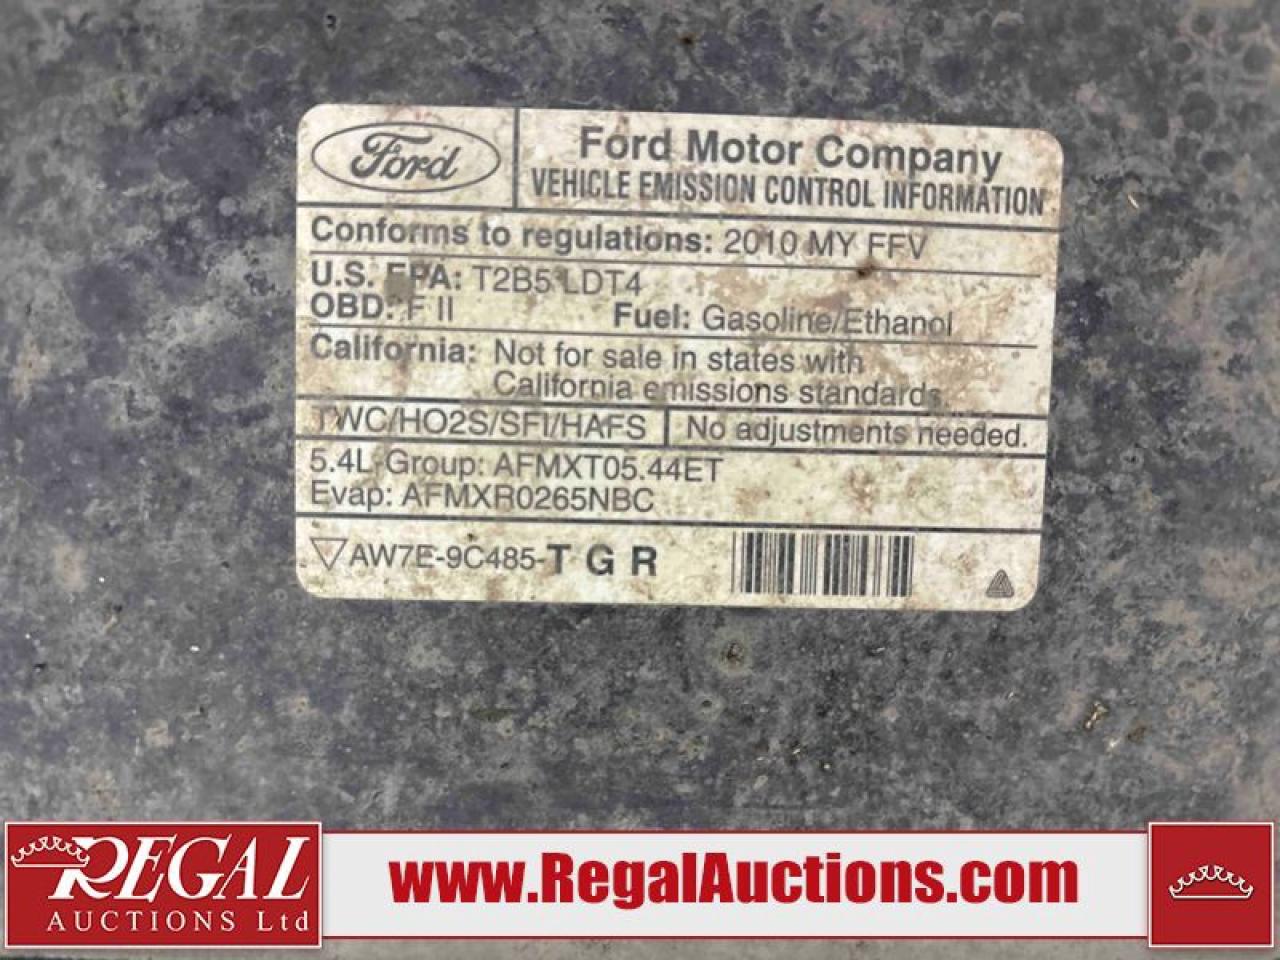 Ford
Ford Motor Company
VEHICLE EMISSION CONTROL INFORMATION
Conforms to regulations: 2010 MY FFV
U.S. EPA: T2B5 LDT4
OBD: F II Fuel: Gasoline/Ethanol
California: Not for sale in states with
California emissions standards.
TWC/HO2S/SFI/HAFS No adjustments needed.
5.4L-Group: AFMXT05.44ET
Evap: AFMXR0265NBC
AW7E-9C485-T G R
REGAL
AUCTIONS Ltd
www.RegalAuctions.com